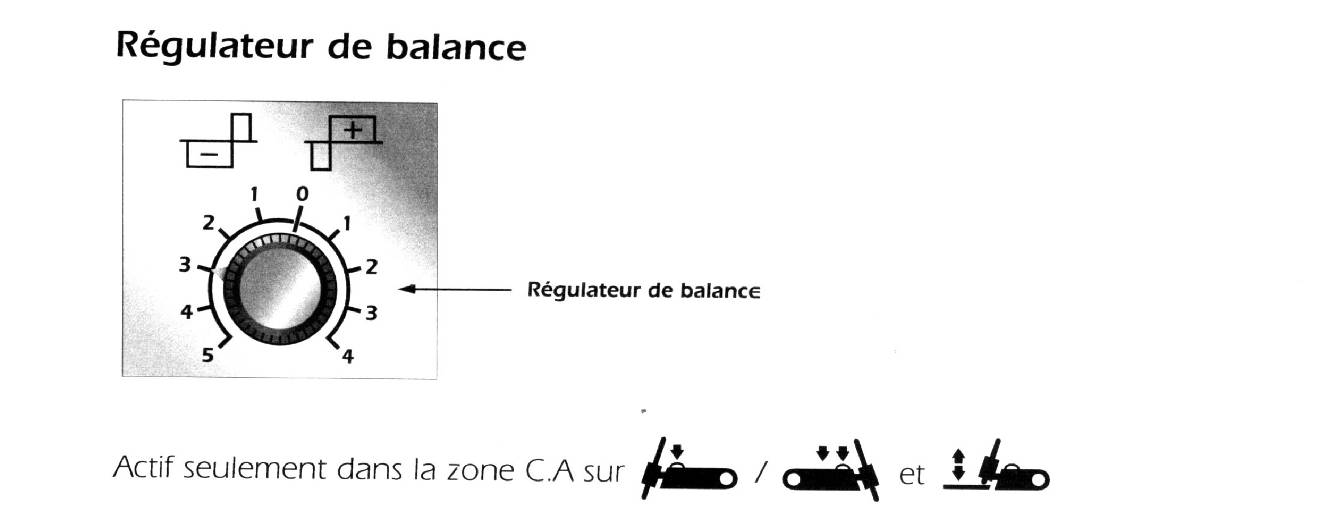 Régulateur de balance
− +
1 0
2 1
3 2
4 3
5 4
Régulateur de balance
Actif seulement dans la zone C.A sur / et